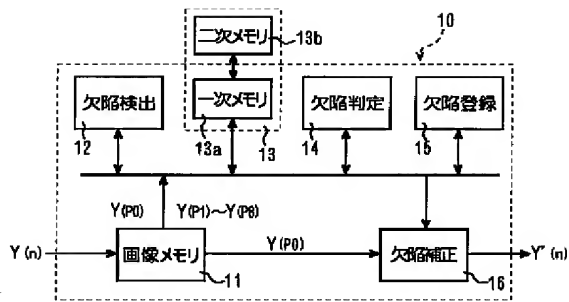 二次メモリ 13b
10
欠陥検出
12
一次メモリ
13a
13
欠陥判定
14
欠陥登録
15
Y(P0) Y(P1)～Y(P8)
Y(n)
画像メモリ
11
Y(P0)
欠陥補正
16
Y'(n)